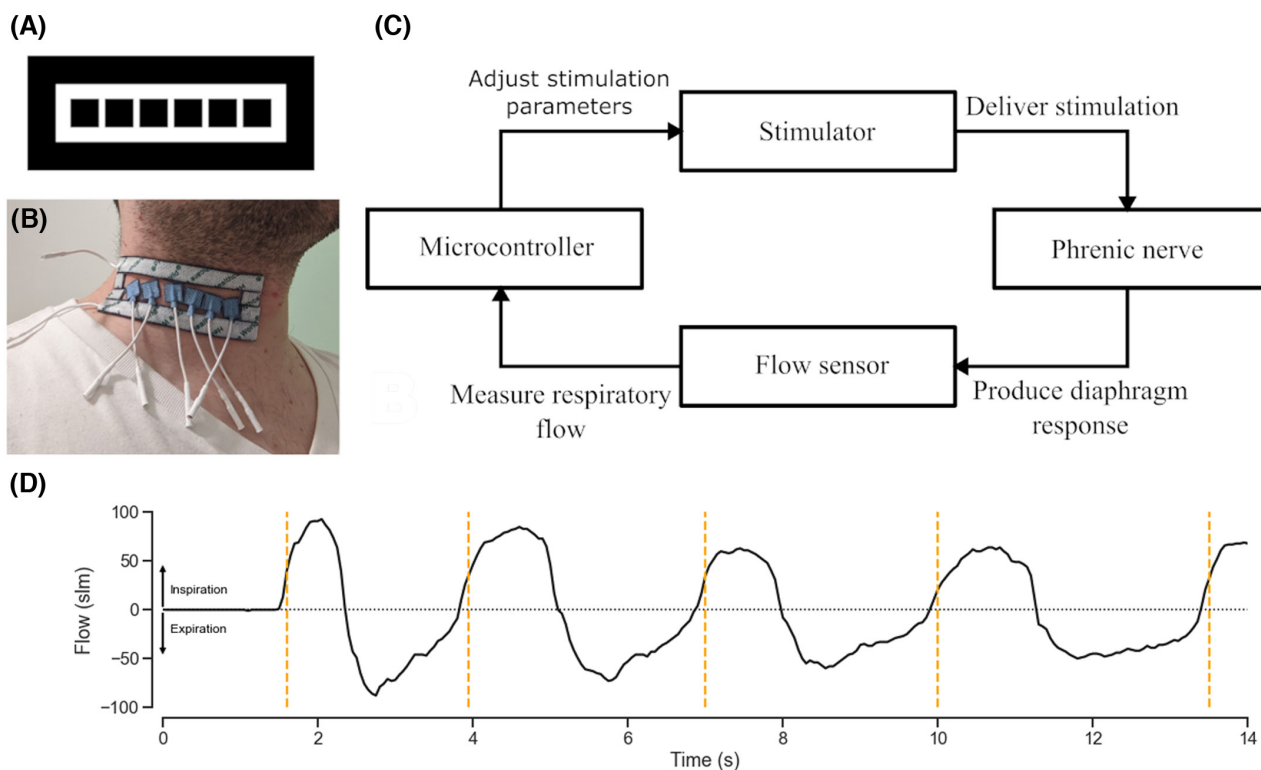 (A)
(B)
(C)
Adjust stimulation
parameters
Stimulator
Deliver stimulation
Microcontroller
Phrenic nerve
Flow sensor
Measure respiratory
flow
Produce diaphragm
response
B
(D)
Flow (slm)
100
50
0
−50
−100
Inspiration
Expiration
0 2 4 6 8 10 12 14
Time (s)